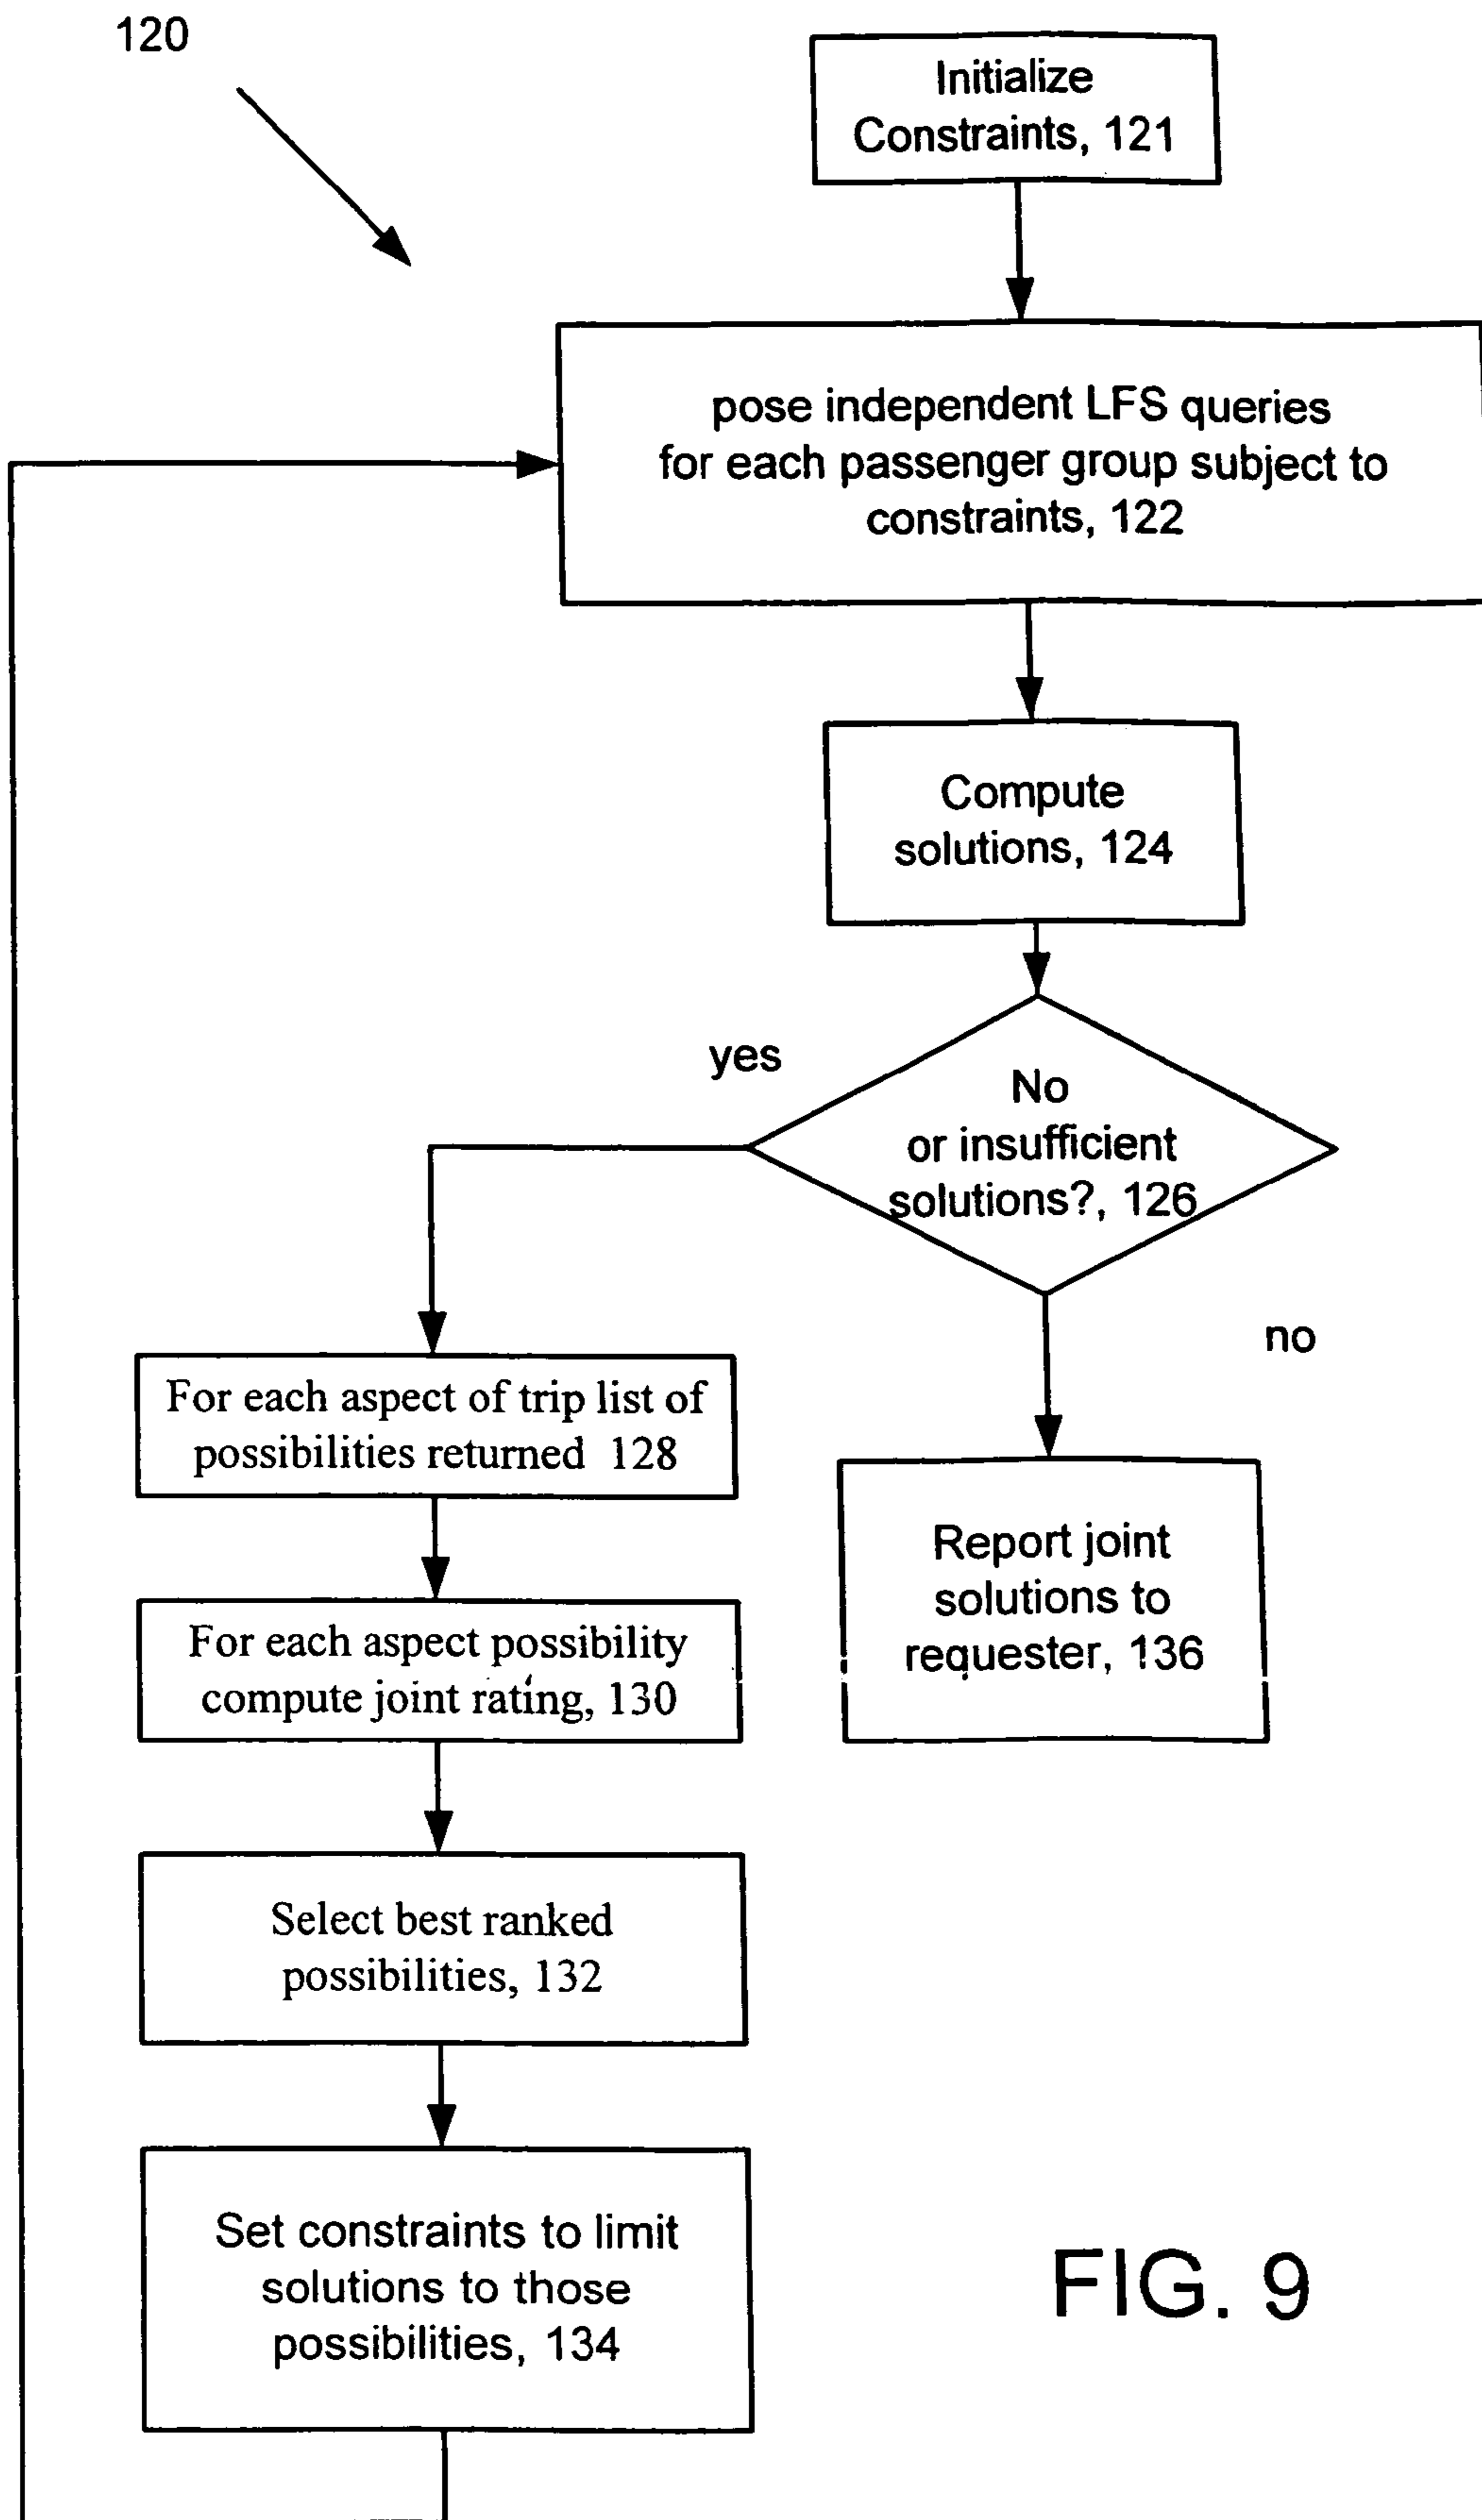 120
Initialize
Constraints, 121
pose independent LFS queries
for each passenger group subject to
constraints, 122
Compute
solutions, 124
yes
No
or insufficient
solutions?, 126
no
For each aspect of trip list of
possibilities returned 128
For each aspect possibility
compute joint rating, 130
Report joint
solutions to
requester, 136
Select best ranked
possibilities, 132
Set constraints to limit
solutions to those
possibilities, 134
FIG. 9